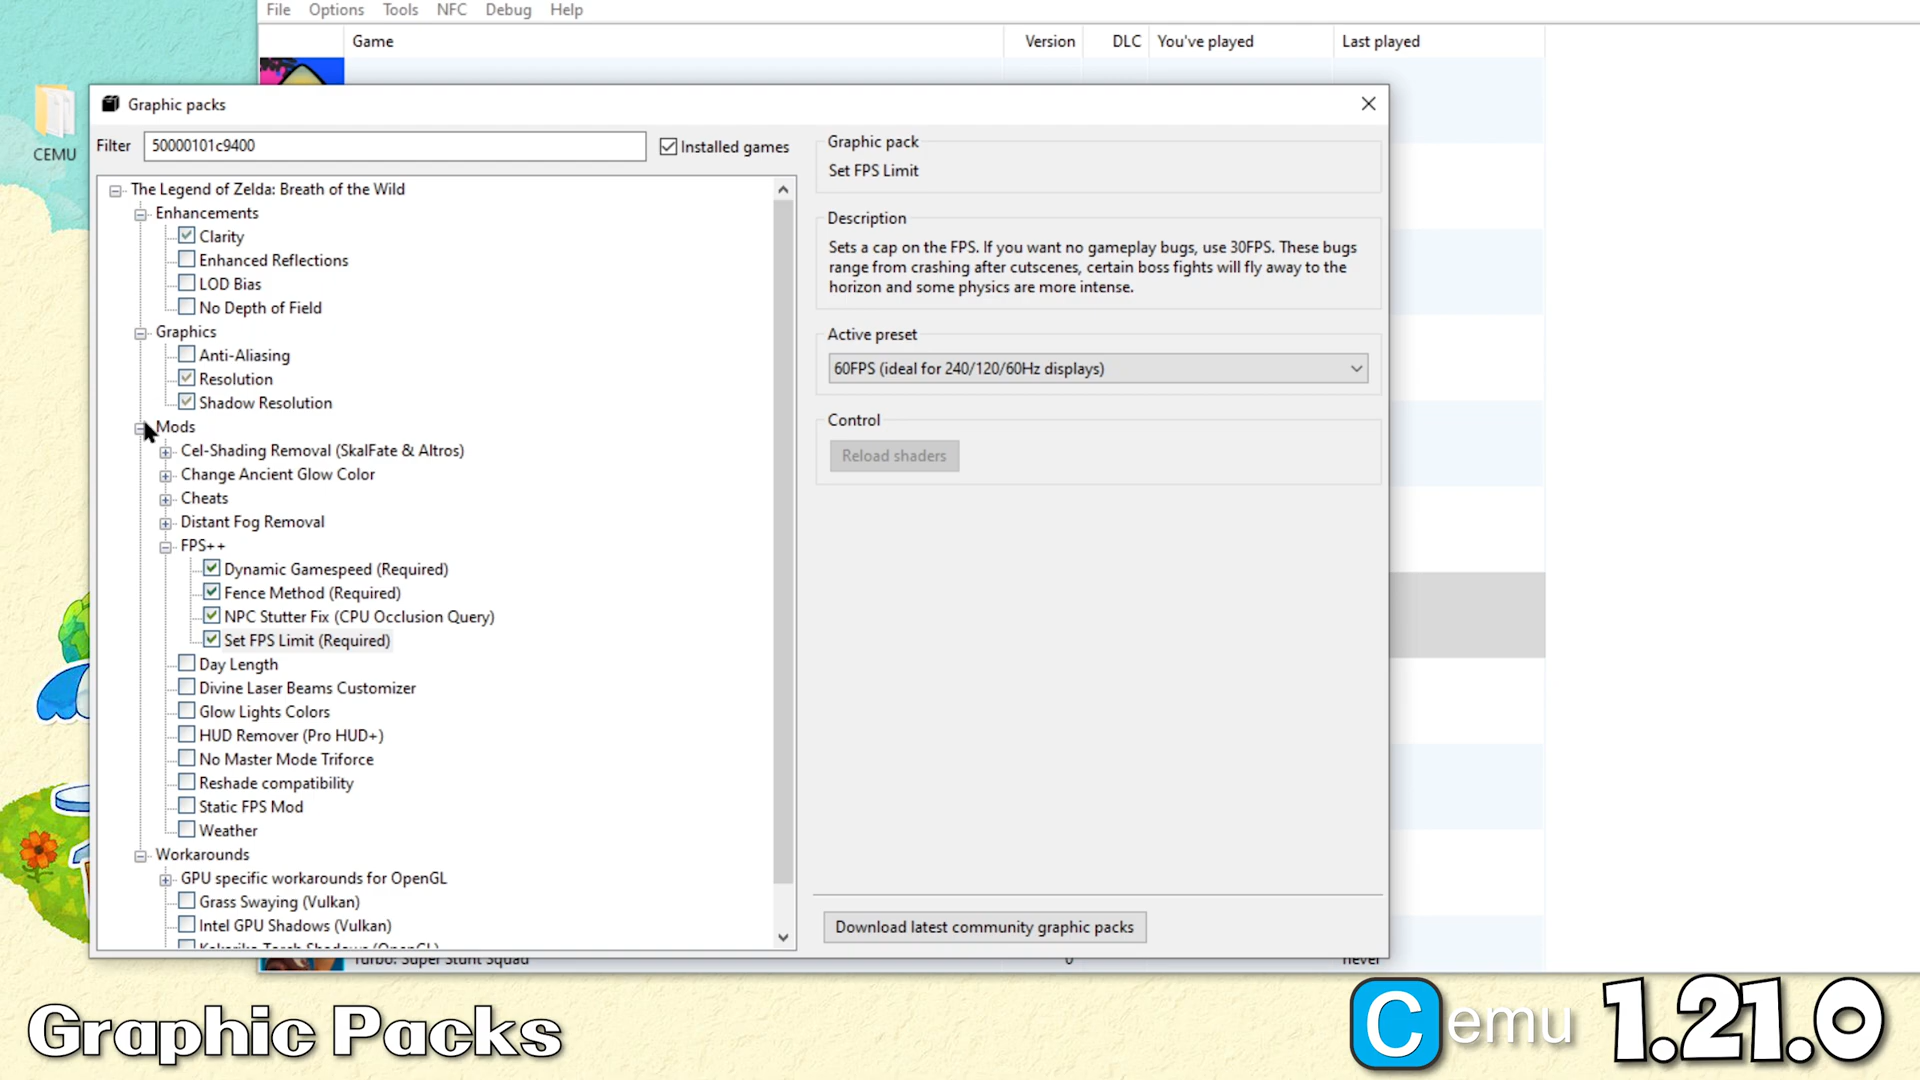 File Options Tools NFC Debug Help
Game Version DLC You've played Last played
CEMU
Graphic packs
Filter 50000101c9400 Installed games
The Legend of Zelda: Breath of the Wild
Enhancements
Clarity
Enhanced Reflections
LOD Bias
No Depth of Field
Graphics
Anti-Aliasing
Resolution
Shadow Resolution
Mods
Cel-Shading Removal (SkalFate & Altros)
Change Ancient Glow Color
Cheats
Distant Fog Removal
FPS++
Dynamic Gamespeed (Required)
Fence Method (Required)
NPC Stutter Fix (CPU Occlusion Query)
Set FPS Limit (Required)
Day Length
Divine Laser Beams Customizer
Glow Lights Colors
HUD Remover (Pro HUD+)
No Master Mode Triforce
Reshade compatibility
Static FPS Mod
Weather
Workarounds
GPU specific workarounds for OpenGL
Grass Swaying (Vulkan)
Intel GPU Shadows (Vulkan)
Kakariko Torch Shadows (OpenGL)
Graphic pack
Set FPS Limit
Description
Sets a cap on the FPS. If you want no gameplay bugs, use 30FPS. These bugs
range from crashing after cutscenes, certain boss fights will fly away to the
horizon and some physics are more intense.
Active preset
60FPS (ideal for 240/120/60Hz displays)
Control
Reload shaders
Download latest community graphic packs
Turbo: Super Stunt Squad 0 never
Graphic Packs
Cemu 1.21.0